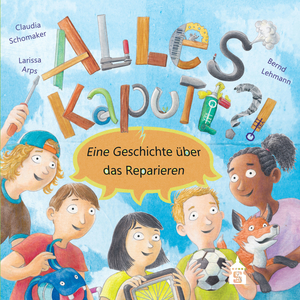 Claudia
Schomaker
Larissa
Arps
Bernd
Lehmann
ALLES
kaputt?!
Eine Geschichte über
das Reparieren